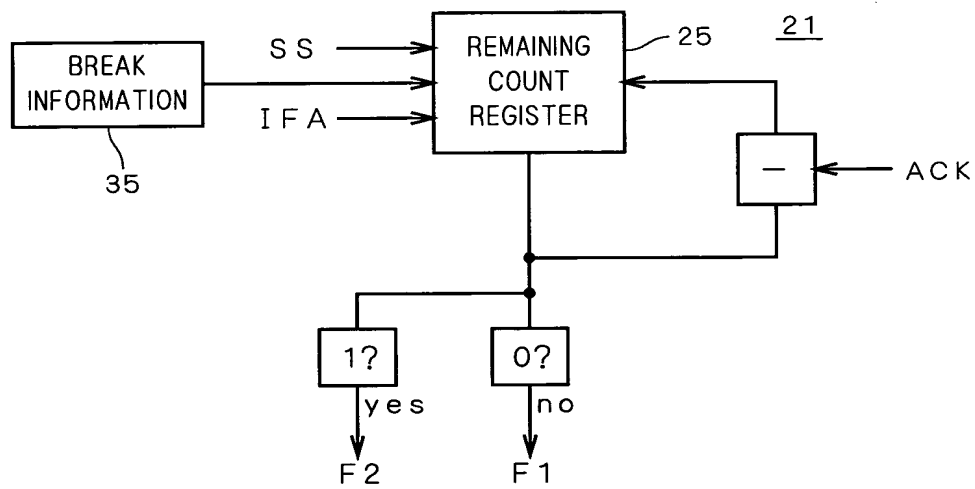 SS
REMAINING
COUNT
REGISTER
25
21
BREAK
INFORMATION
IFA
35
−
ACK
1?
0?
yes
no
F2
F1